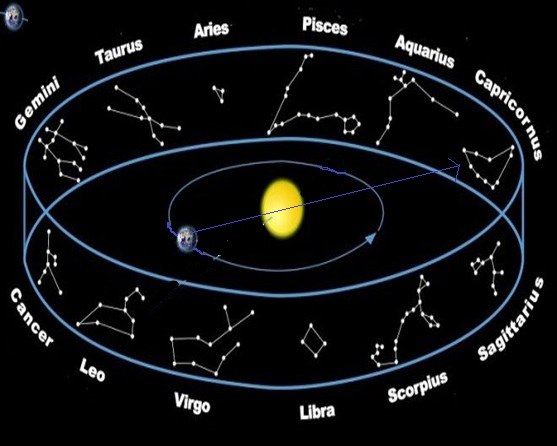 Gemini
Taurus
Aries
Pisces
Aquarius
Capricornus
Cancer
Leo
Virgo
Libra
Scorpius
Sagittarius